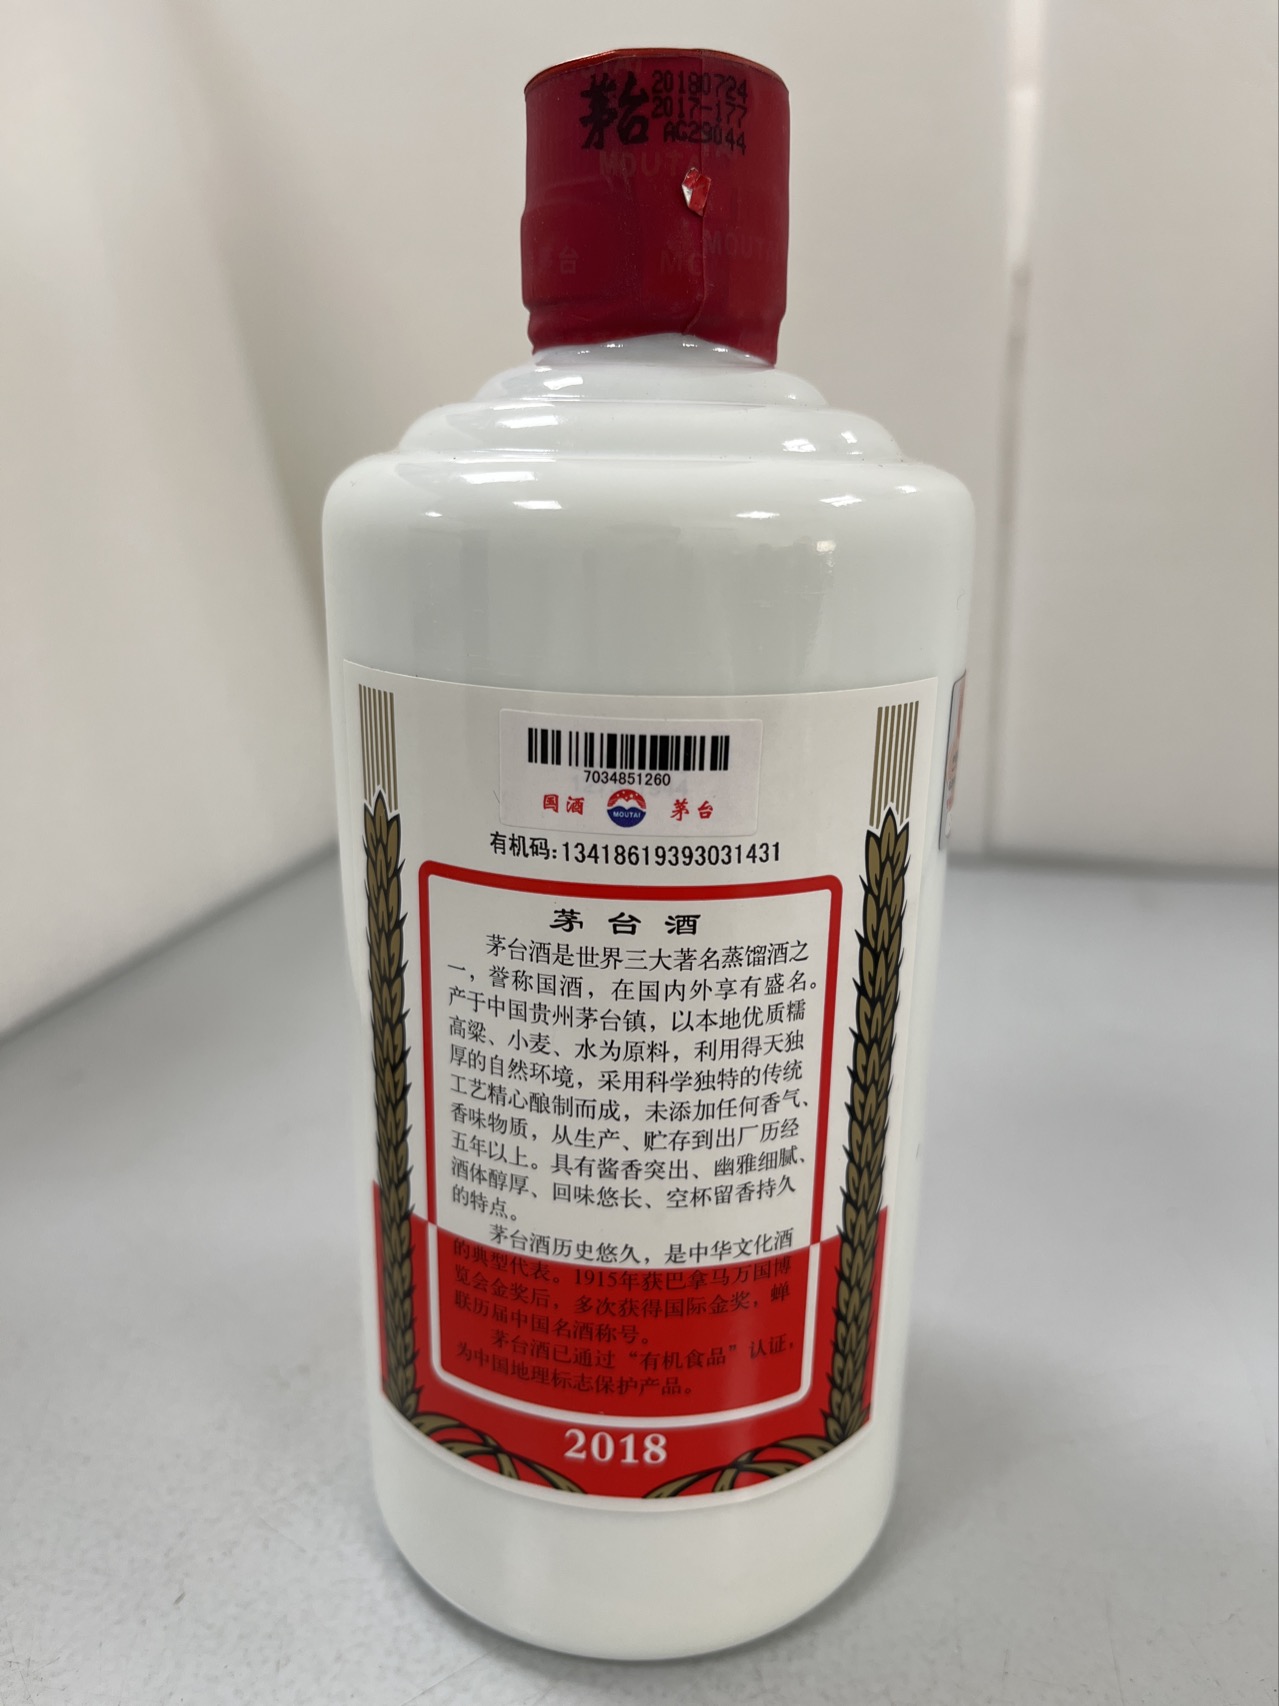 茅台
20180724
2017-177
AG29044
MOUTAI
MOUTAI
7034851260
国酒 MOUTAI 茅台
有机码:13418619393031431
茅台酒
茅台酒是世界三大著名蒸馏酒之
一，誉称国酒，在国内外享有盛名。
产于中国贵州茅台镇，以本地优质糯
高粱、小麦、水为原料，利用得天独
厚的自然环境，采用科学独特的传统
工艺精心酿制而成，未添加任何香气、
香味物质，从生产、贮存到出厂历经
五年以上。具有酱香突出、幽雅细腻、
酒体醇厚、回味悠长、空杯留香持久
的特点。
茅台酒历史悠久，是中华文化酒
的典型代表。1915年获巴拿马万国博
览会金奖后，多次获得国际金奖，蝉
联历届中国名酒称号。
茅台酒已通过“有机食品”认证，
为中国地理标志保护产品。
2018